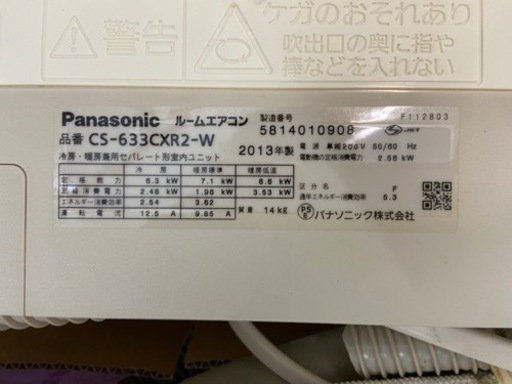 警告
ケガのおそれあり
吹出口の奥に指や
棒などを入れない
Panasonic ルームエアコン
品番 CS-633CXR2-W
冷房・暖房兼用セパレート形室内ユニット
2013年製
製造番号
5814010908
F112803
電源 単相200V 50/60 Hz
電動機の定格消費電力 2.58 kW
冷房 暖房標準 暖房低温
定格能力 6.3 kW 7.1 kW 6.6 kW
定格消費電力 2.48 kW 1.96 kW 3.53 kW
エネルギー消費効率 2.54 3.62
運転電流 12.5 A 9.85 A
質量 14kg
区分名 F
通年エネルギー消費効率 5.3
PSE パナソニック株式会社